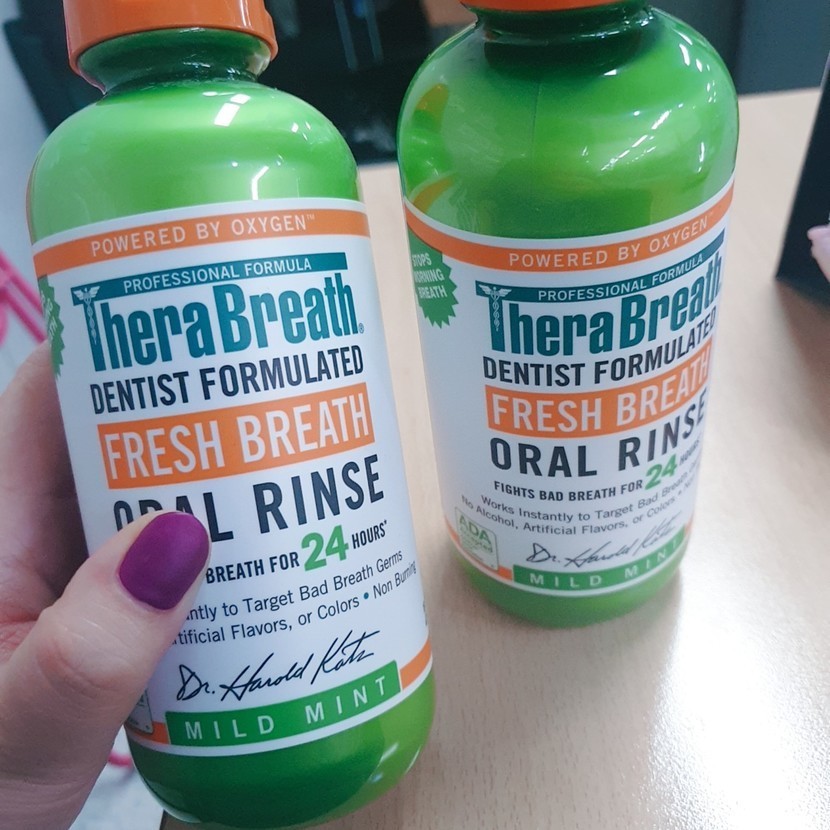 POWERED BY OXYGEN™
PROFESSIONAL FORMULA
TheraBreath®
DENTIST FORMULATED
FRESH BREATH
ORAL RINSE
BREATH FOR 24 HOURS*
to Target Bad Breath Germs
Flavors, or Colors • Non Burning
Dr. Harold Katz
MILD MINT
POWERED BY OXYGEN™
STOPS
MORNING
BREATH
PROFESSIONAL FORMULA
TheraBreath
DENTIST FORMULATED
FRESH BREATH
ORAL RINSE
FIGHTS BAD BREATH FOR 24 HOURS
Works Instantly to Target Bad Breath
No Alcohol, Artificial Flavors, or Colors •
ADA
Dr. Harold Katz
MILD MINT